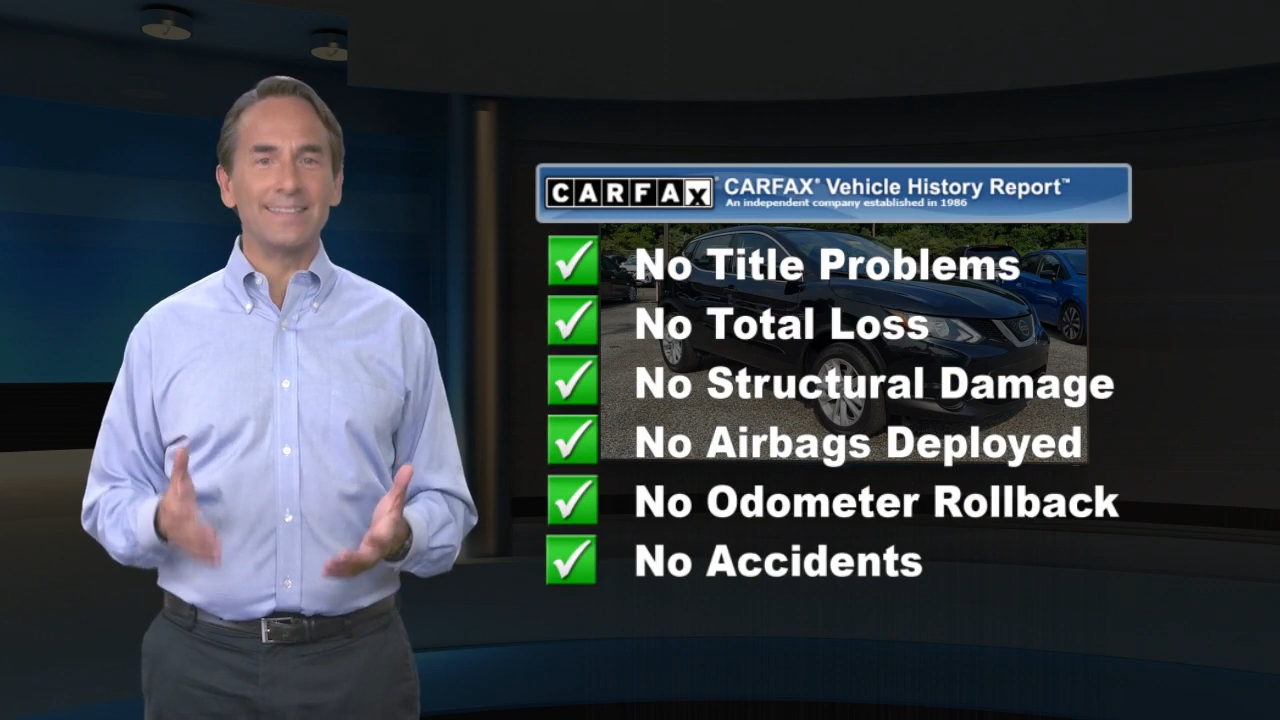 CARFAX® CARFAX® Vehicle History Report™
An independent company established in 1986
No Title Problems
No Total Loss
No Structural Damage
No Airbags Deployed
No Odometer Rollback
No Accidents